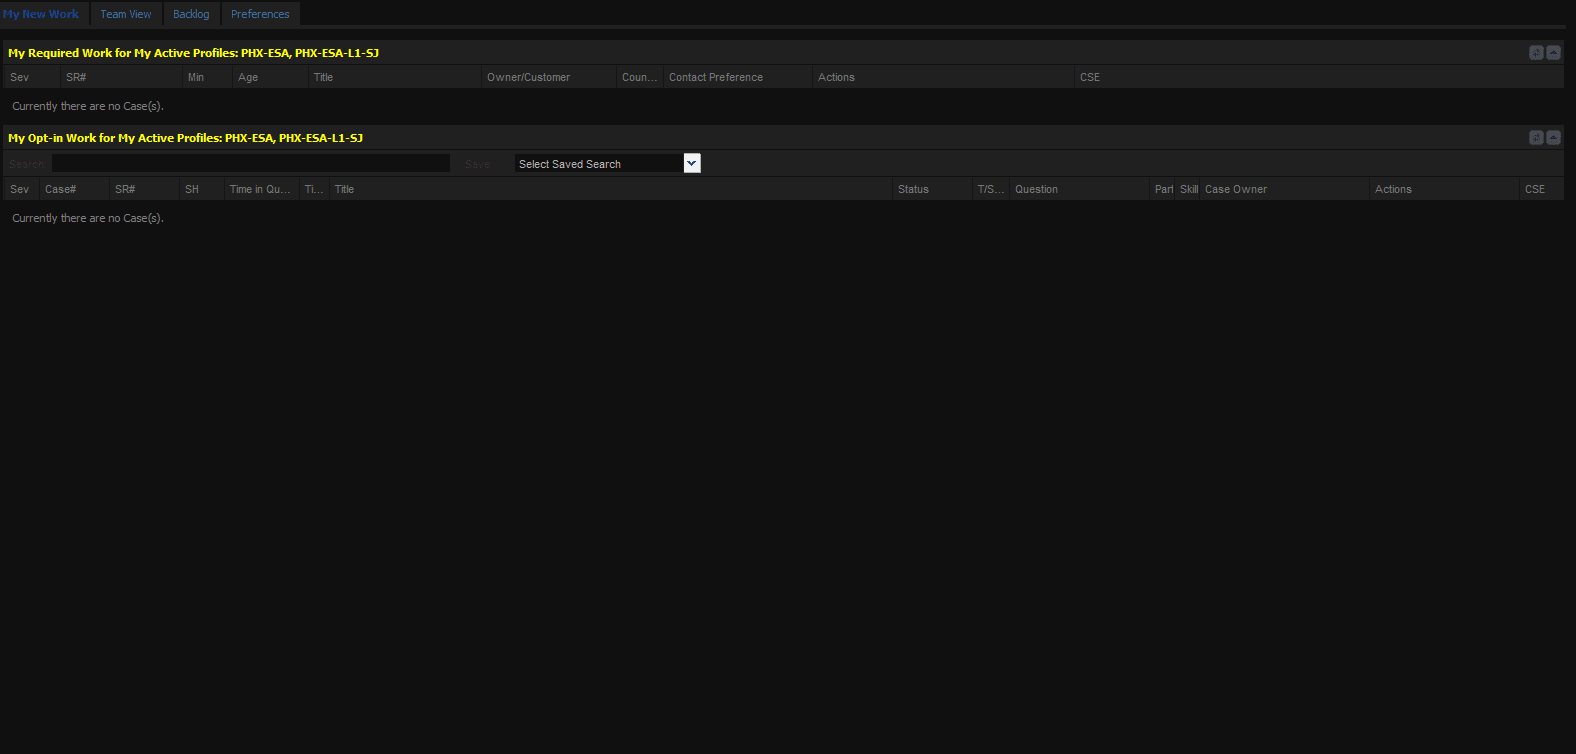 My New Work Team View Backlog Preferences
My Required Work for My Active Profiles: PHX-ESA, PHX-ESA-L1-SJ
Sev SR# Min Age Title Owner/Customer Coun... Contact Preference Actions CSE
Currently there are no Case(s).
My Opt-in Work for My Active Profiles: PHX-ESA, PHX-ESA-L1-SJ
Search Save Select Saved Search
Sev Case# SR# SH Time in Qu... Ti... Title Status T/S... Question Part Skill Case Owner Actions CSE
Currently there are no Case(s).